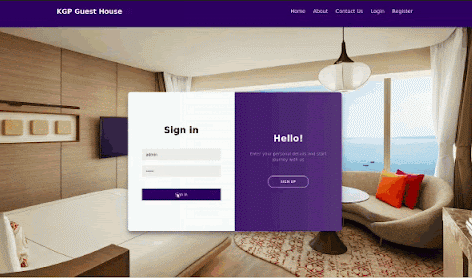 KGP Guest House
Home About Contact Us Login Register
Sign in
admin
Sign In
Hello!
Enter your personal details and start
journey with us
SIGN UP